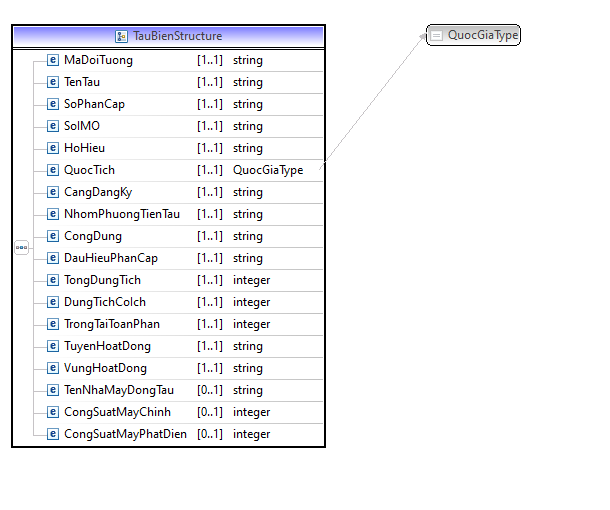 TauBienStructure
QuocGiaType
MaDoiTuong [1..1] string
TenTau [1..1] string
SoPhanCap [1..1] string
SoIMO [1..1] string
HoHieu [1..1] string
QuocTich [1..1] QuocGiaType
CangDangKy [1..1] string
NhomPhuongTienTau [1..1] string
CongDung [1..1] string
DauHieuPhanCap [1..1] string
TongDungTich [1..1] integer
DungTichCoIch [1..1] integer
TrongTaiToanPhan [1..1] integer
TuyenHoatDong [1..1] string
VungHoatDong [1..1] string
TenNhaMayDongTau [0..1] string
CongSuatMayChinh [0..1] integer
CongSuatMayPhatDien [0..1] integer